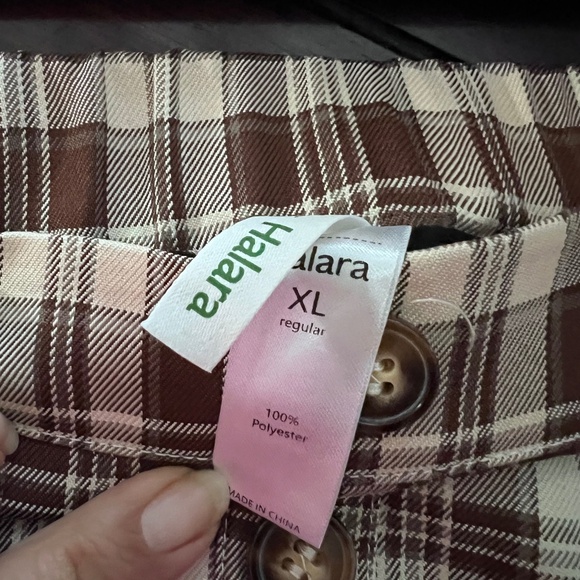 Halara
alara
XL
regular
100%
Polyester
MADE IN CHINA